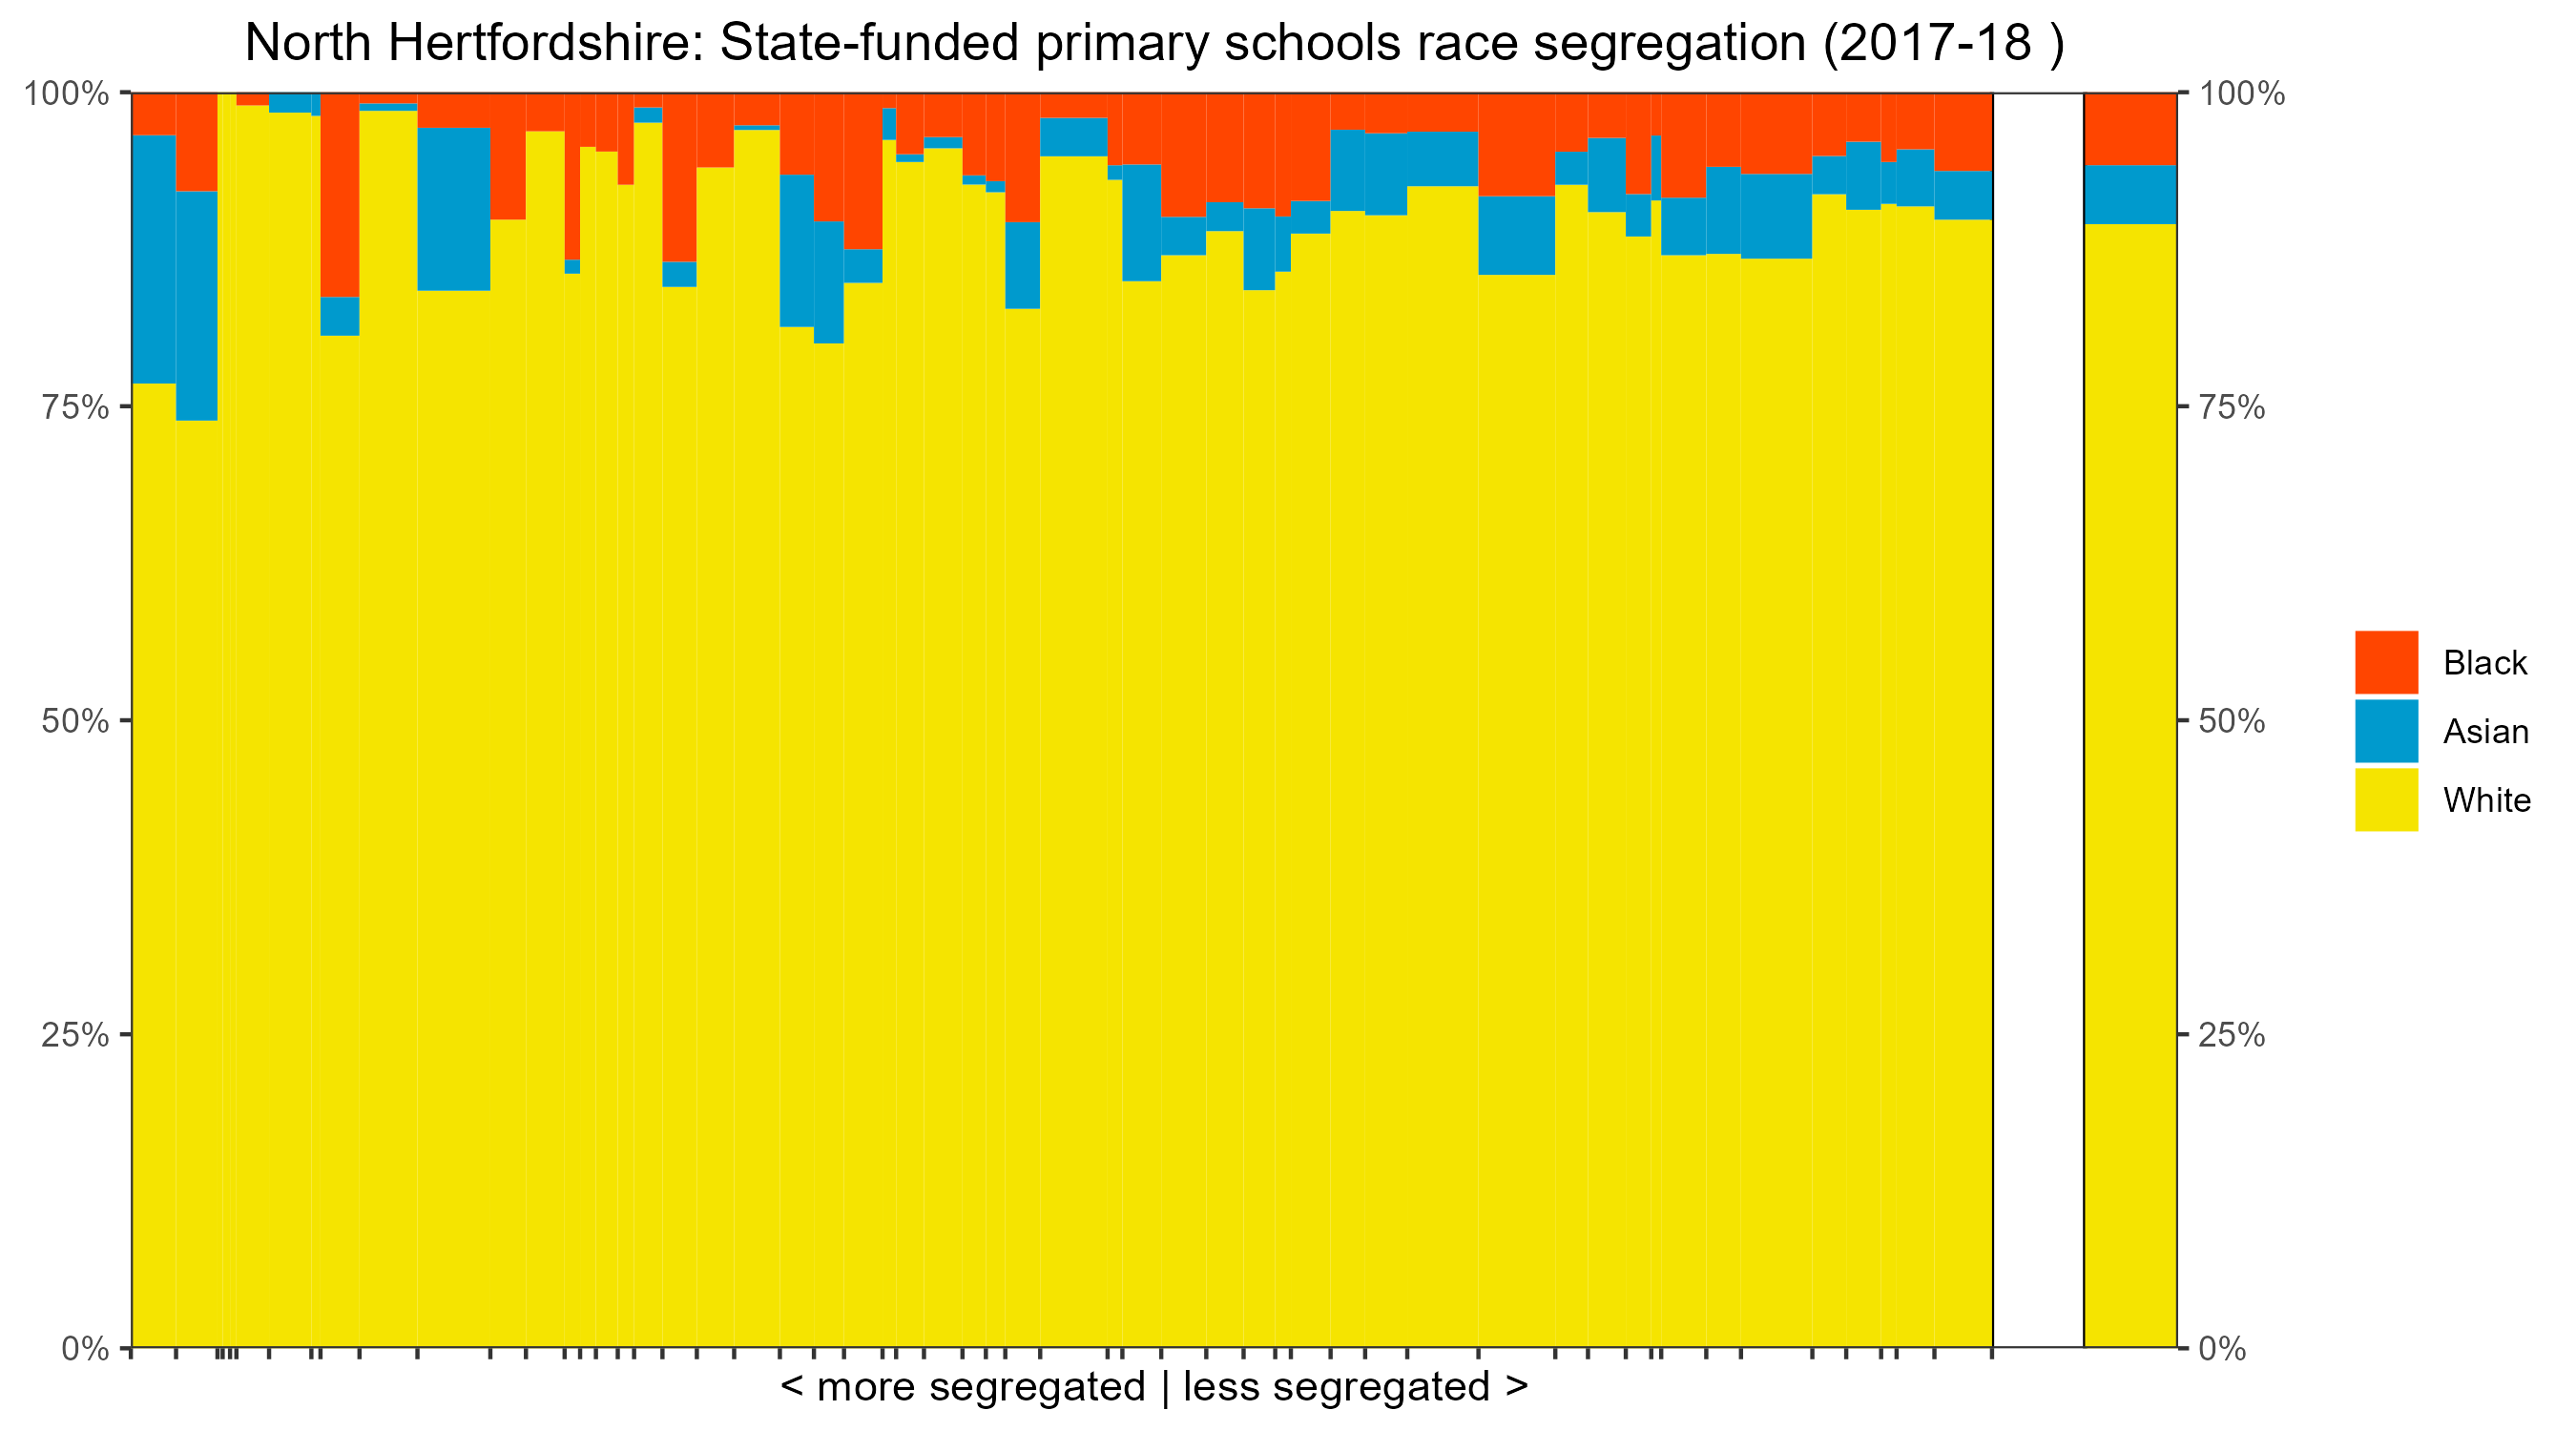 North Hertfordshire: State-funded primary schools race segregation (2017-18 )
100%
75%
50%
25%
0%
100%
75%
50%
25%
0%
Black
Asian
White
< more segregated | less segregated >